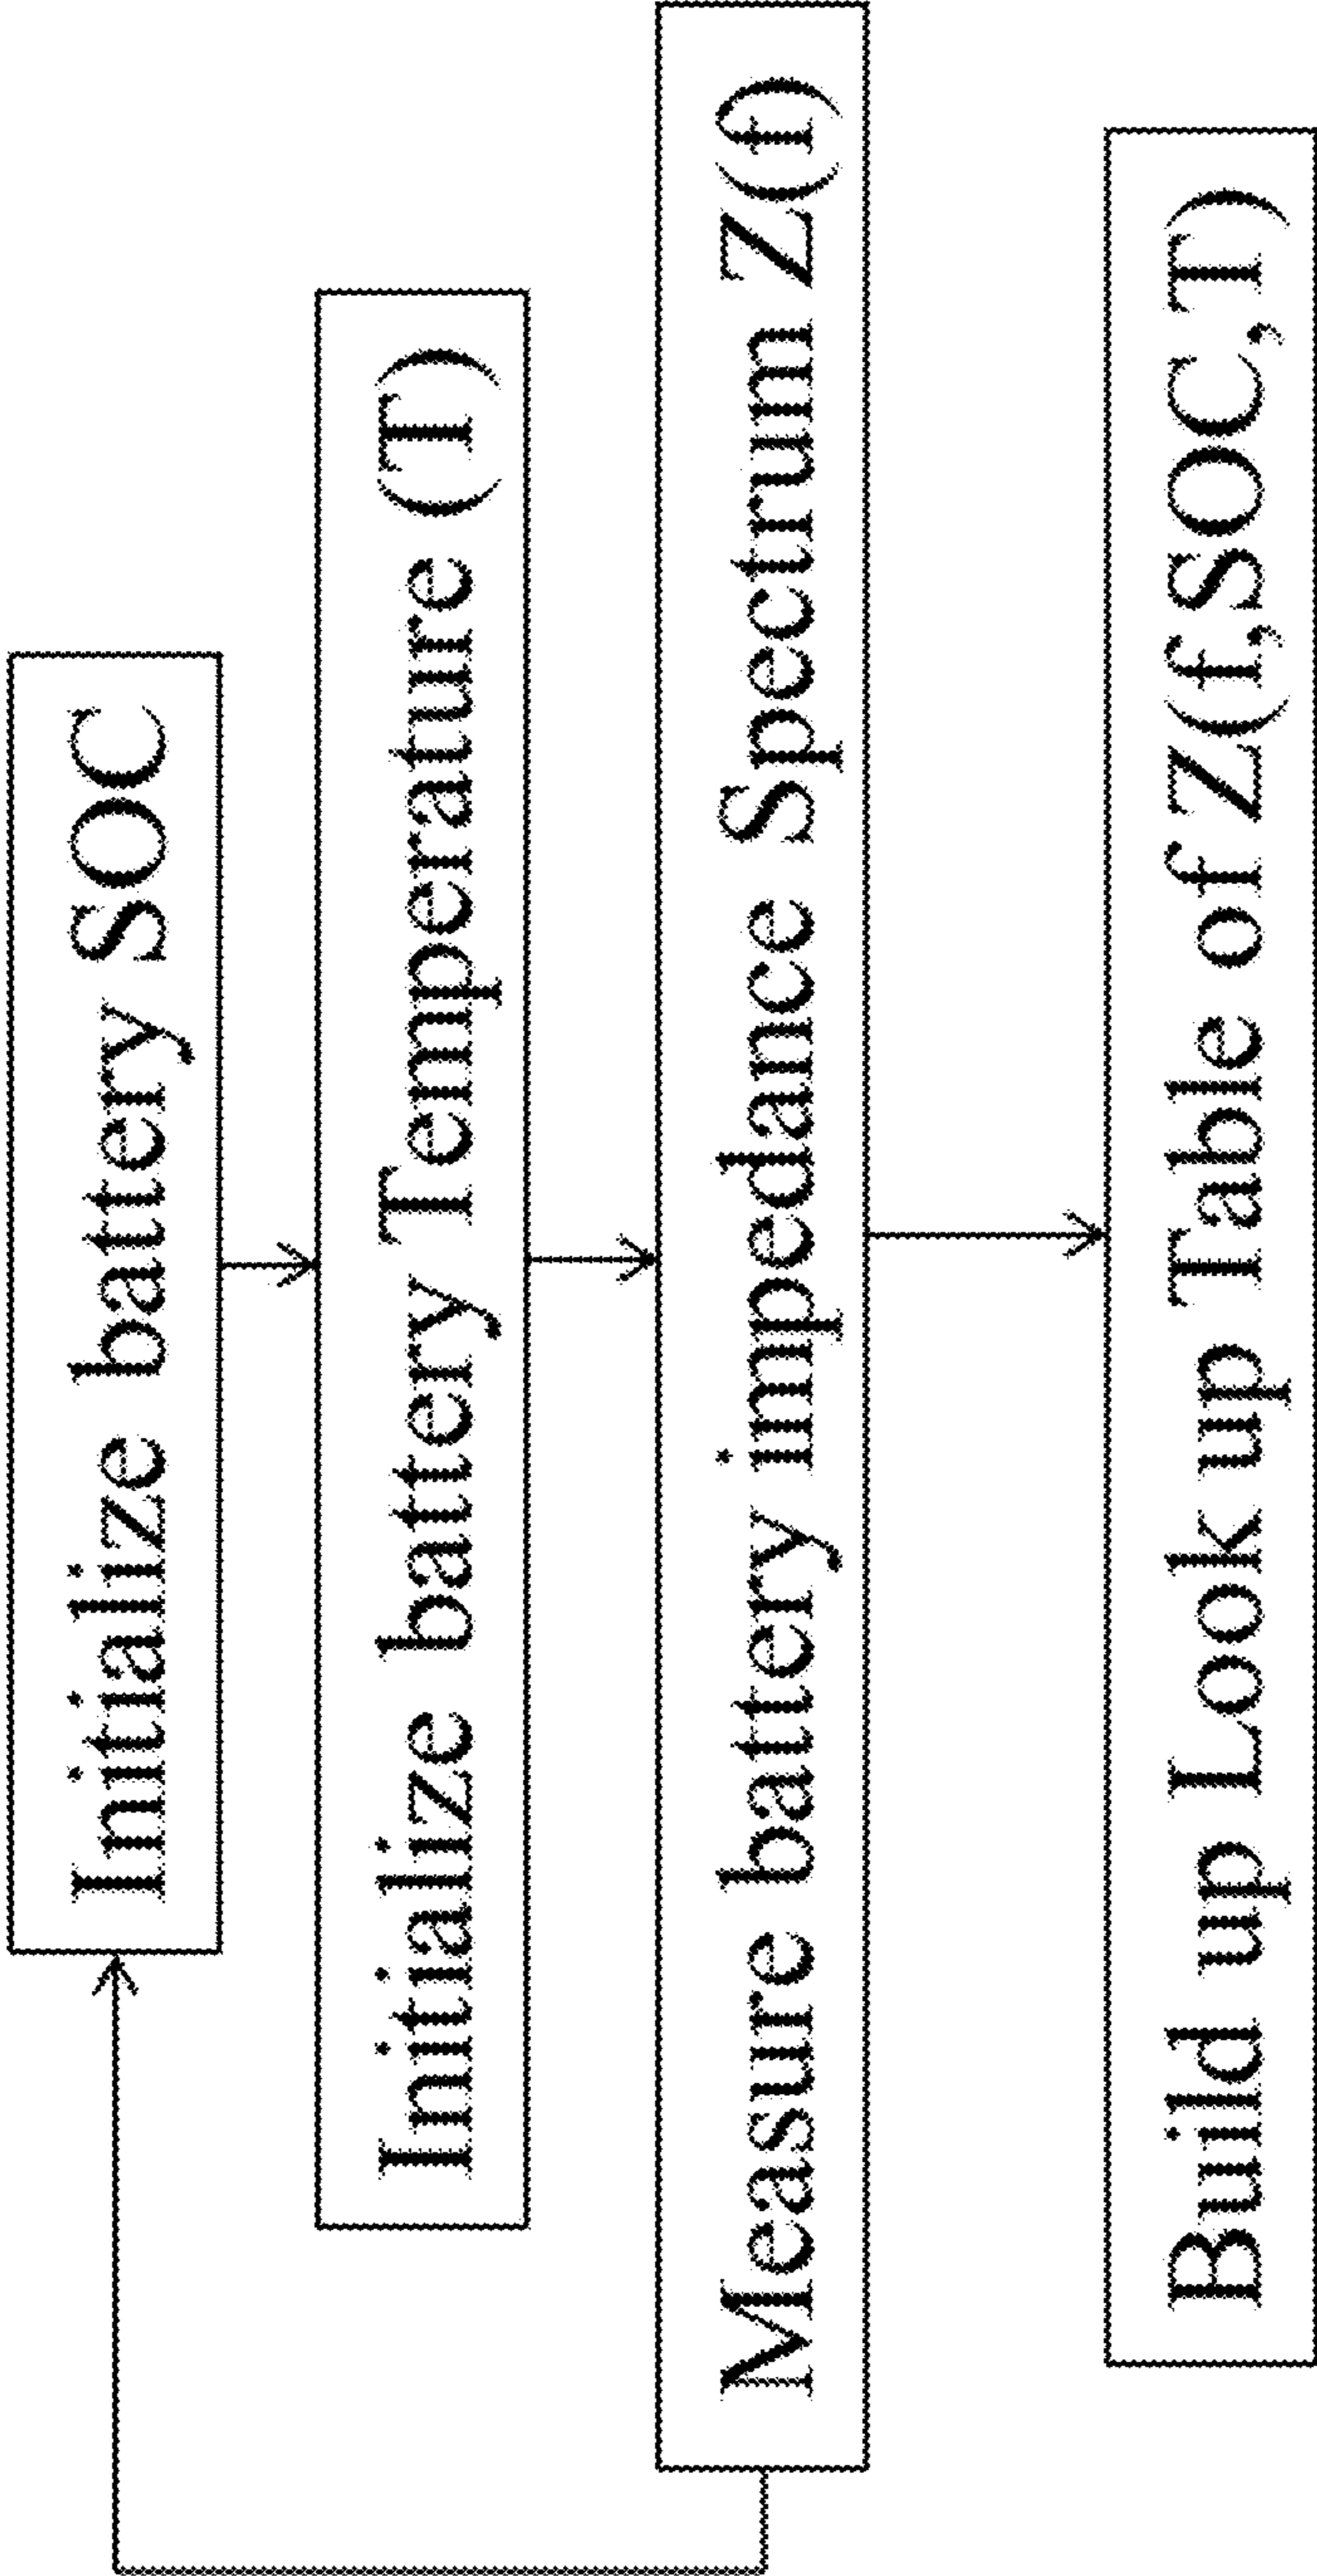 Initialize battery SOC
Initialize battery Temperature (T)
Measure battery impedance Spectrum Z(f)
Build up Look up Table of Z(f,SOC,T)